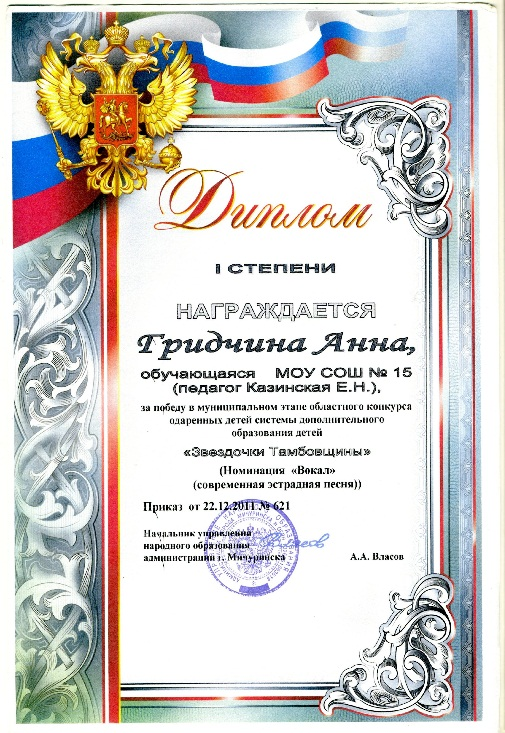 Диплом
I СТЕПЕНИ
НАГРАЖДАЕТСЯ
Гридчина Анна,
обучающаяся МОУ СОШ № 15
(педагог Казинская Е.Н.),
за победу в муниципальном этапе областного конкурса
одаренных детей системы дополнительного
образования детей
«Звездочки Тамбовщины»
(Номинация «Вокал»
(современная эстрадная песня))
Приказ от 22.12.2011 № 621
Начальник управления
народного образования
администрации г. Мичуринска А.А. Власов